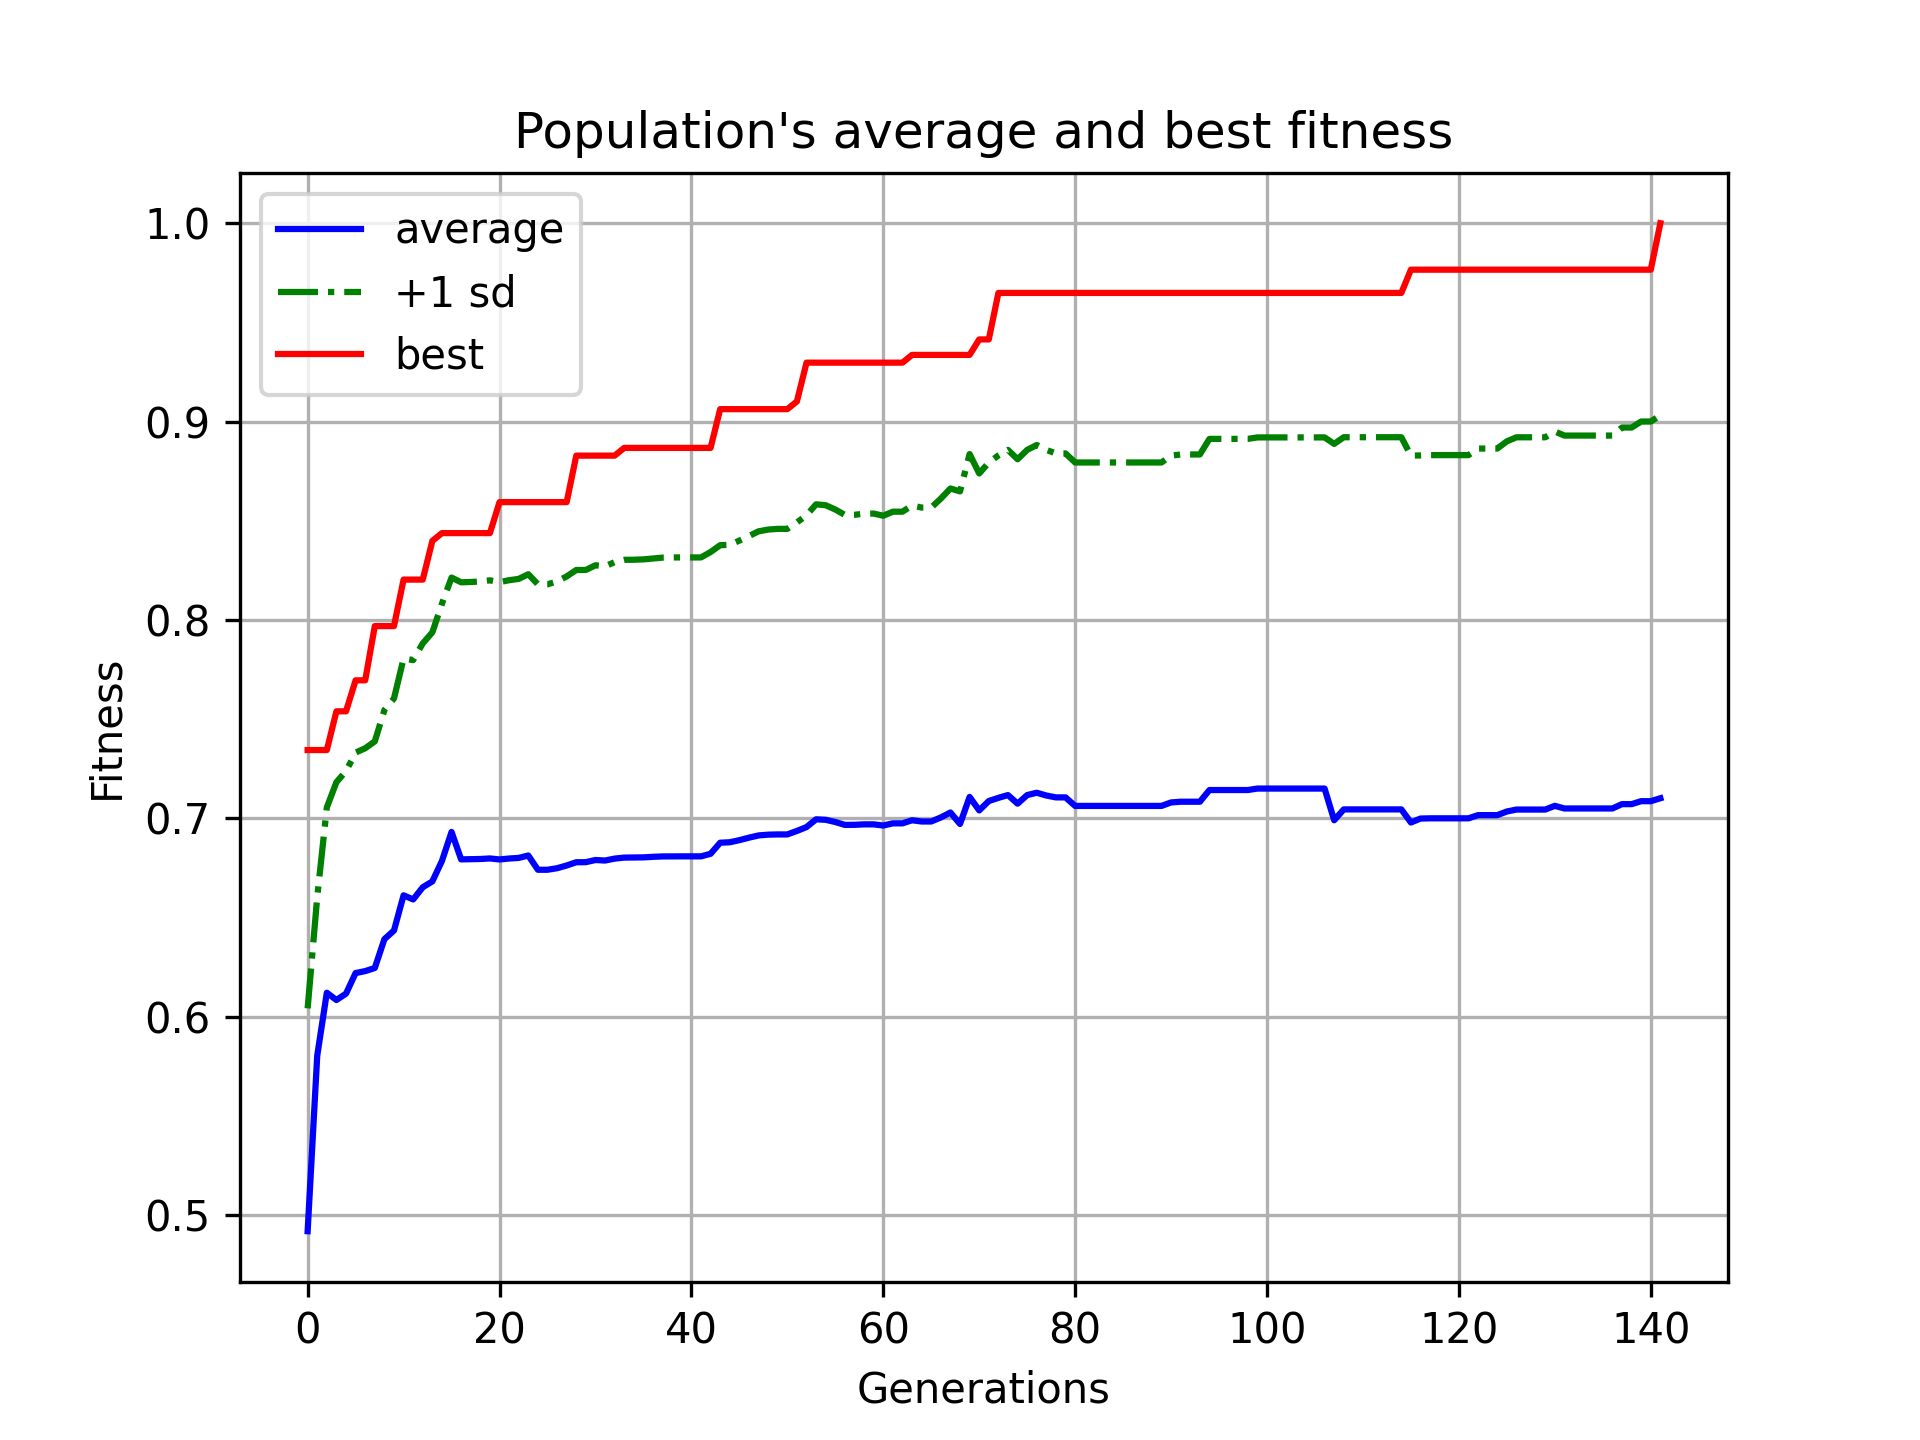 Population's average and best fitness
average
+1 sd
best
1.0
0.9
0.8
0.7
0.6
0.5
Fitness
0 20 40 60 80 100 120 140
Generations